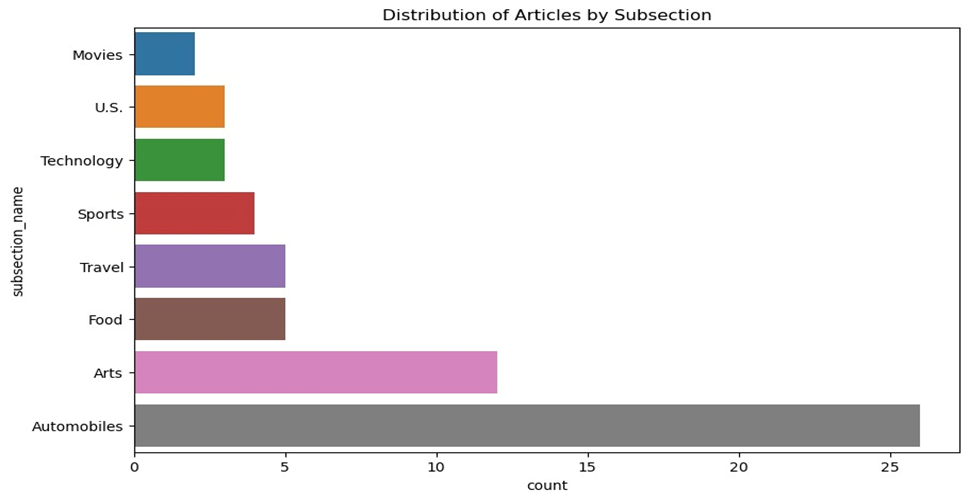 Distribution of Articles by Subsection
Movies
U.S.
Technology
Sports
Travel
Food
Arts
Automobiles
subsection_name
0 5 10 15 20 25
count